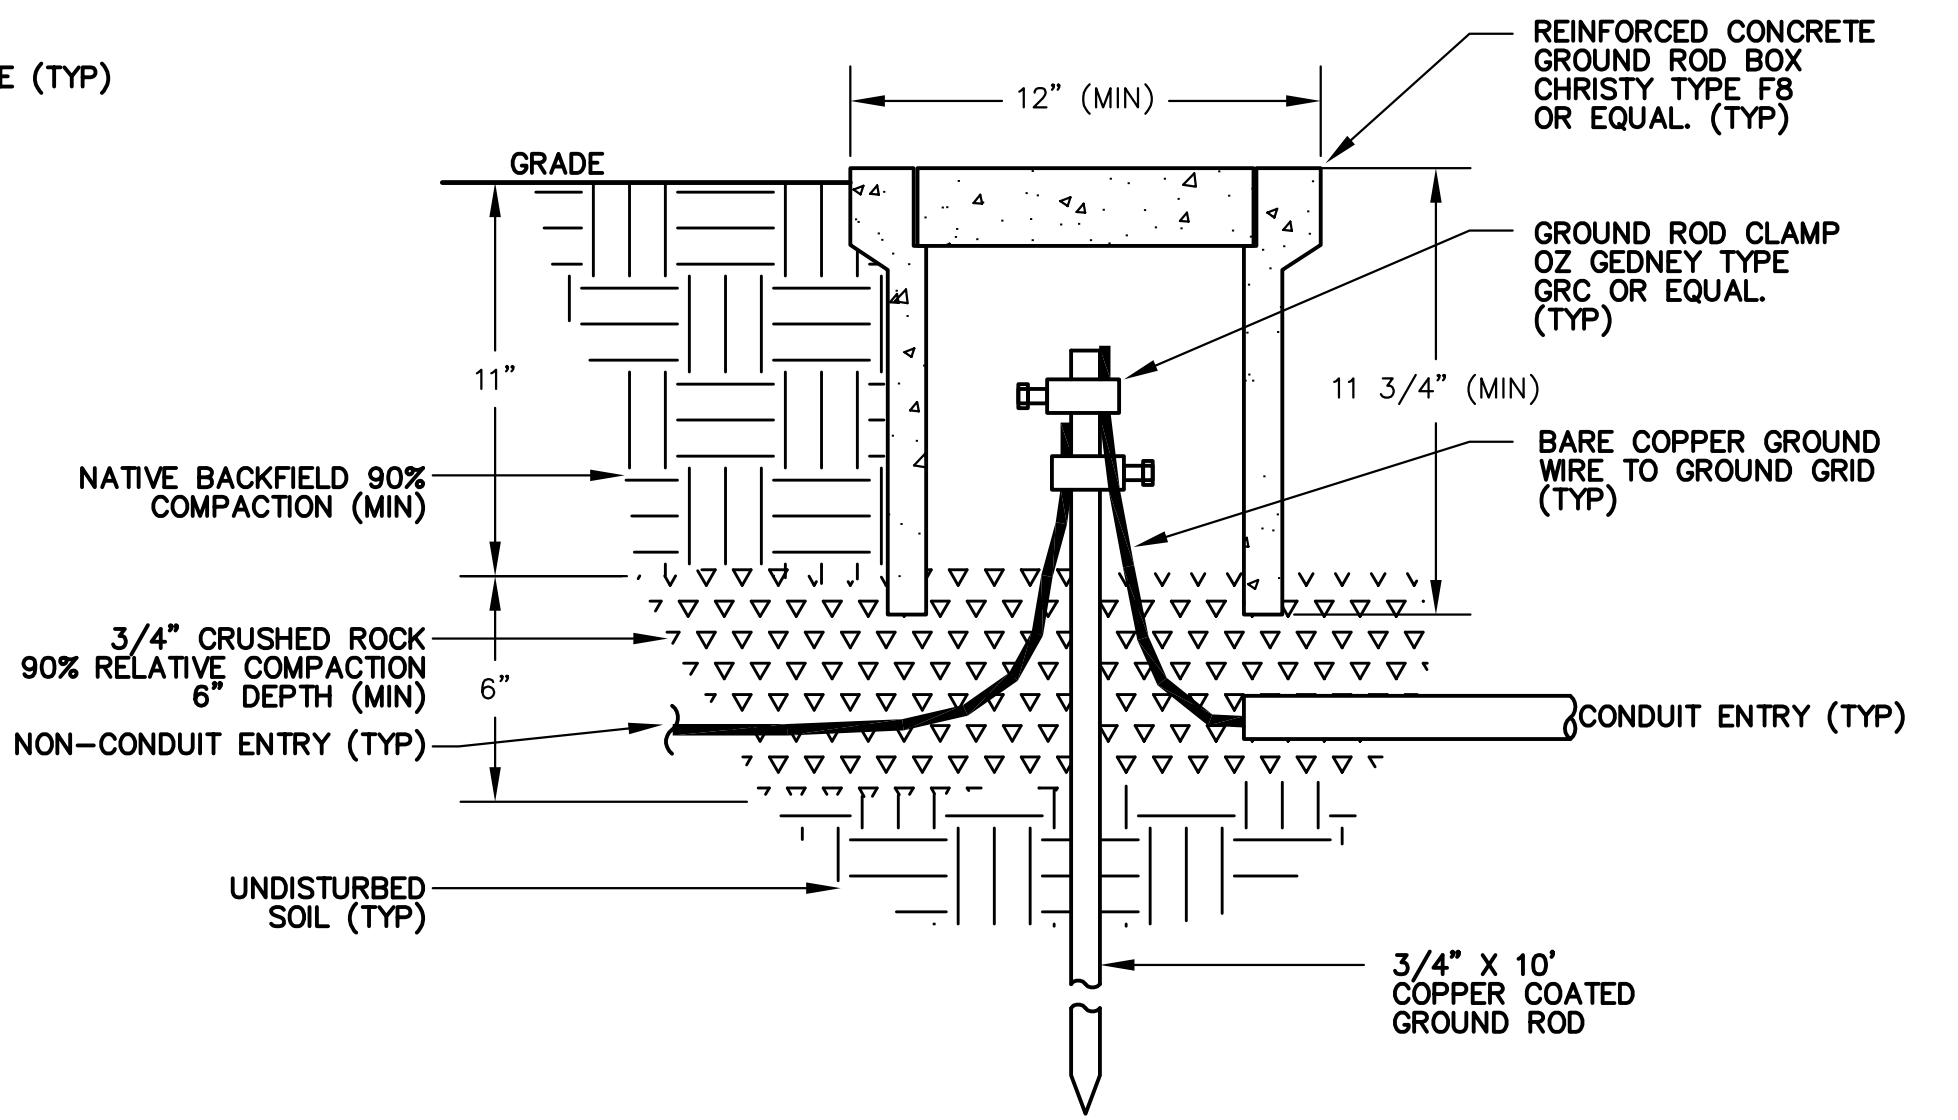 E (TYP)
REINFORCED CONCRETE
GROUND ROD BOX
CHRISTY TYPE F8
OR EQUAL. (TYP)
12" (MIN)
GRADE
GROUND ROD CLAMP
OZ GEDNEY TYPE
GRC OR EQUAL.
(TYP)
11"
11 3/4" (MIN)
BARE COPPER GROUND
WIRE TO GROUND GRID
(TYP)
NATIVE BACKFIELD 90%
COMPACTION (MIN)
3/4" CRUSHED ROCK
90% RELATIVE COMPACTION
6" DEPTH (MIN)
6"
NON-CONDUIT ENTRY (TYP)
CONDUIT ENTRY (TYP)
UNDISTURBED
SOIL (TYP)
3/4" X 10'
COPPER COATED
GROUND ROD